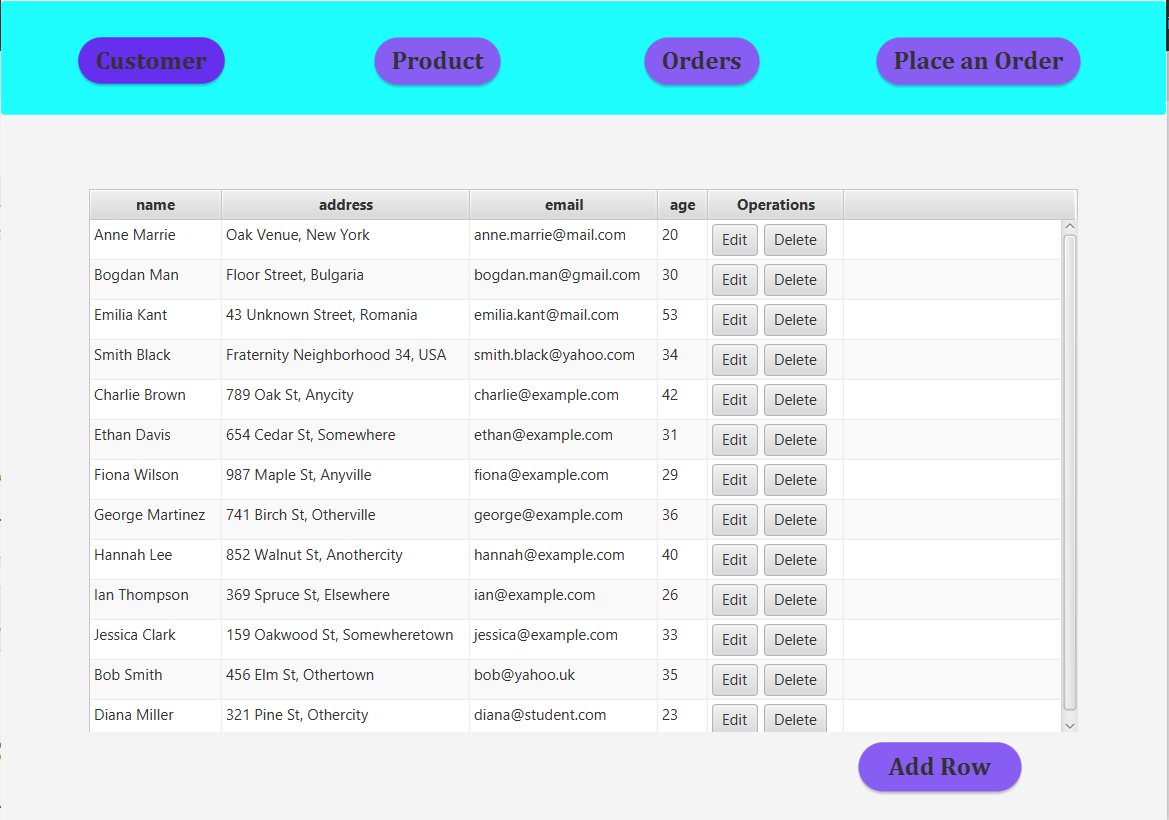 Customer Product Orders Place an Order
name address email age Operations
Anne Marrie Oak Venue, New York anne.marrie@mail.com 20 Edit Delete
Bogdan Man Floor Street, Bulgaria bogdan.man@gmail.com 30 Edit Delete
Emilia Kant 43 Unknown Street, Romania emilia.kant@mail.com 53 Edit Delete
Smith Black Fraternity Neighborhood 34, USA smith.black@yahoo.com 34 Edit Delete
Charlie Brown 789 Oak St, Anycity charlie@example.com 42 Edit Delete
Ethan Davis 654 Cedar St, Somewhere ethan@example.com 31 Edit Delete
Fiona Wilson 987 Maple St, Anyville fiona@example.com 29 Edit Delete
George Martinez 741 Birch St, Otherville george@example.com 36 Edit Delete
Hannah Lee 852 Walnut St, Anothercity hannah@example.com 40 Edit Delete
Ian Thompson 369 Spruce St, Elsewhere ian@example.com 26 Edit Delete
Jessica Clark 159 Oakwood St, Somewheretown jessica@example.com 33 Edit Delete
Bob Smith 456 Elm St, Othertown bob@yahoo.uk 35 Edit Delete
Diana Miller 321 Pine St, Othercity diana@student.com 23 Edit Delete
Add Row